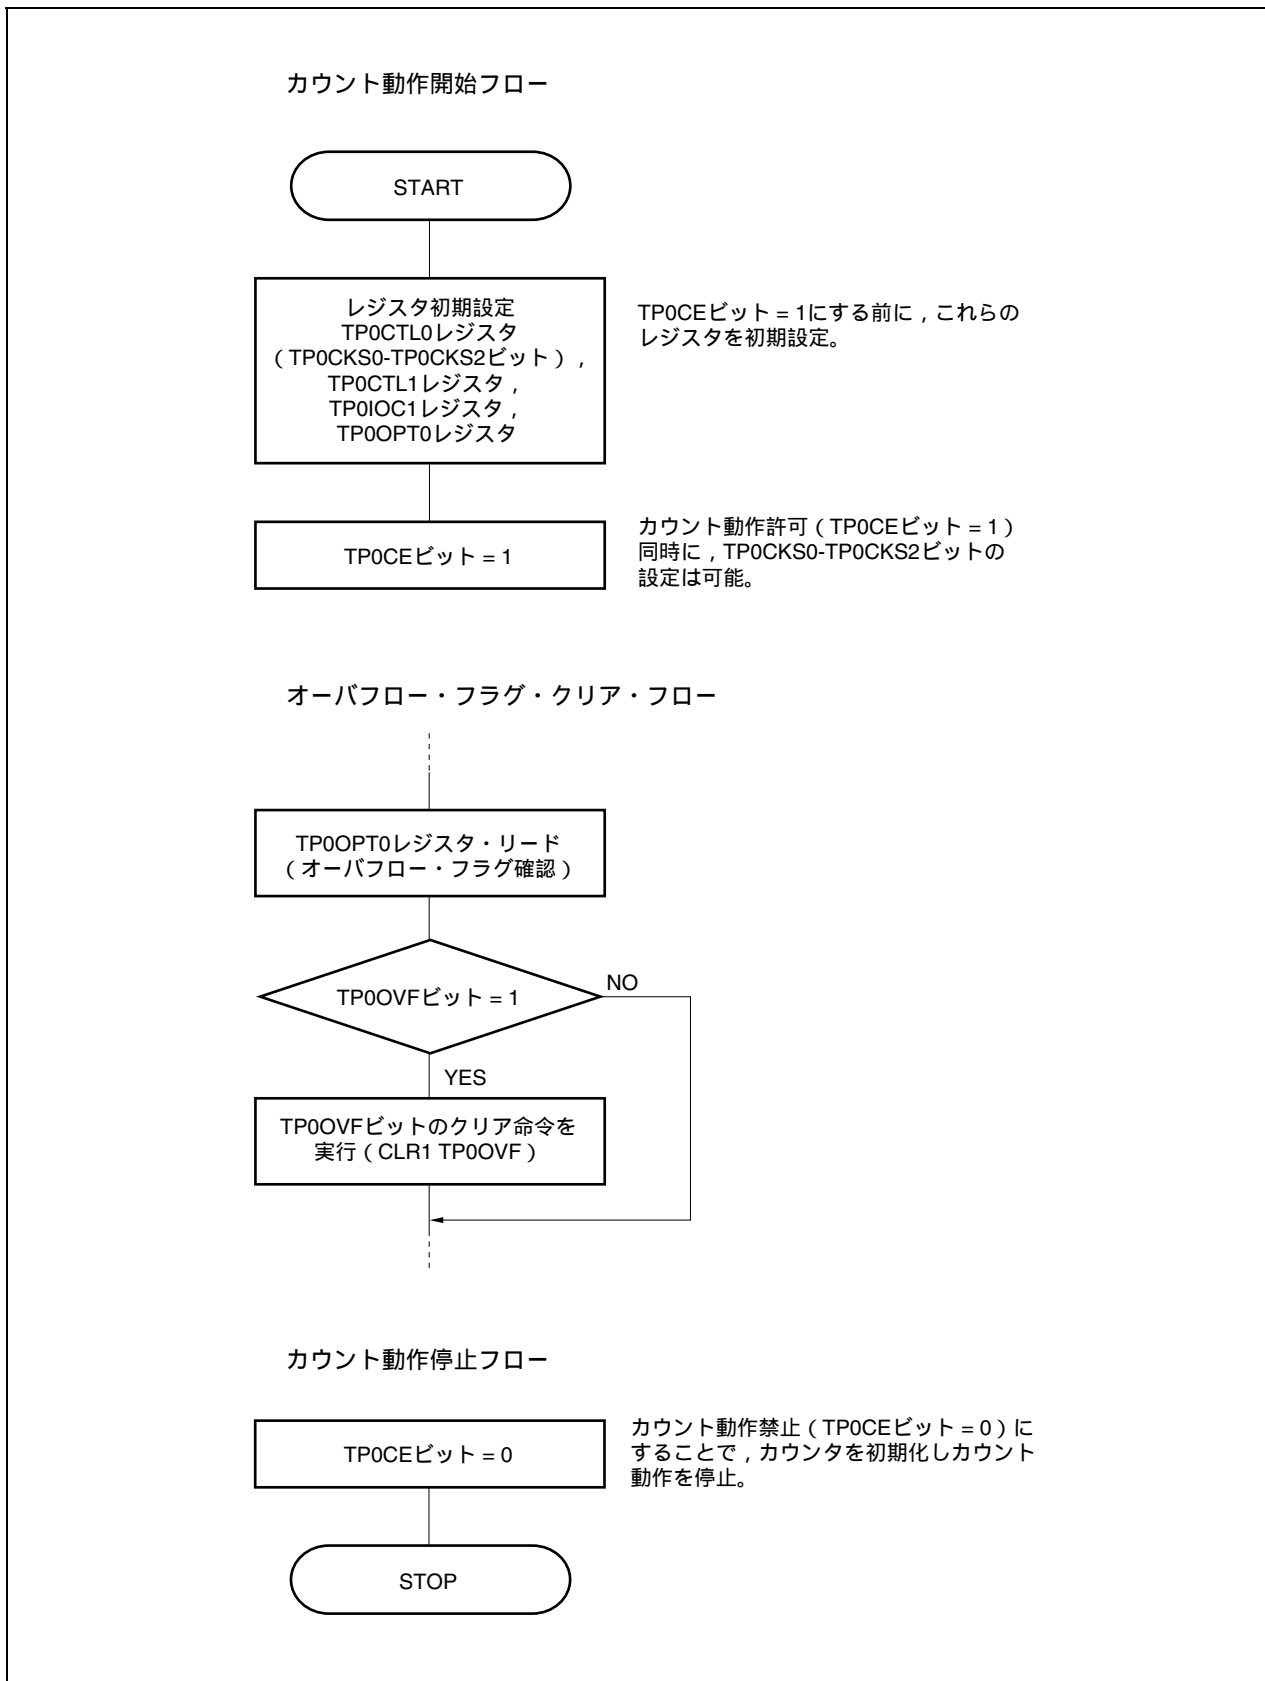 カウント動作開始フロー
START
レジスタ初期設定
TP0CTL0レジスタ
（TP0CKS0-TP0CKS2ビット），
TP0CTL1レジスタ，
TP0IOC1レジスタ，
TP0OPT0レジスタ
TP0CEビット = 1にする前に，これらの
レジスタを初期設定。
TP0CEビット = 1
カウント動作許可（TP0CEビット = 1）
同時に，TP0CKS0-TP0CKS2ビットの
設定は可能。
オーバフロー・フラグ・クリア・フロー
TP0OPT0レジスタ・リード
（オーバフロー・フラグ確認）
TP0OVFビット = 1
NO
YES
TP0OVFビットのクリア命令を
実行（CLR1 TP0OVF）
カウント動作停止フロー
TP0CEビット = 0
カウント動作禁止（TP0CEビット = 0）に
することで，カウンタを初期化しカウント
動作を停止。
STOP